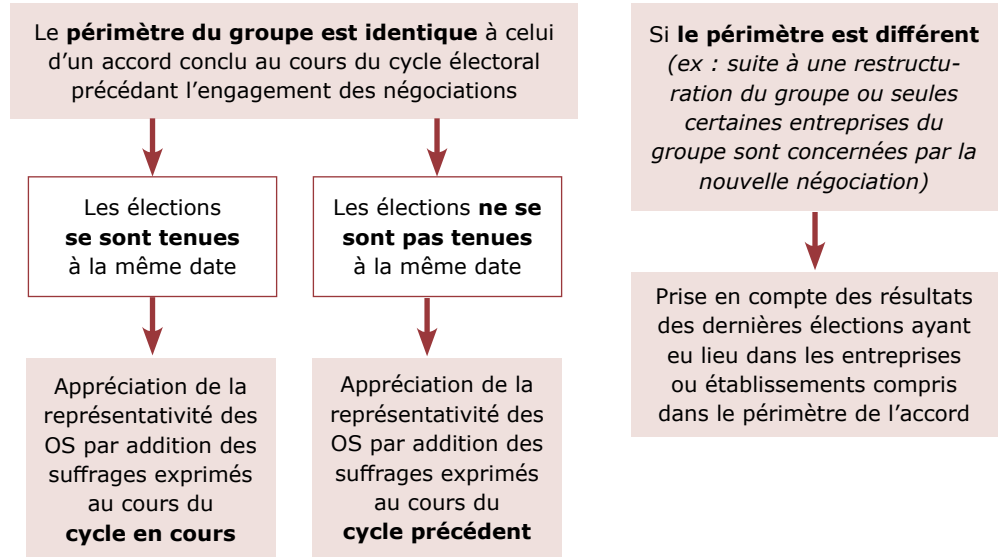 Le périmètre du groupe est identique à celui
d'un accord conclu au cours du cycle électoral
précédant l'engagement des négociations
Les élections
se sont tenues
à la même date
Appréciation de la
représentativité des
OS par addition des
suffrages exprimés
au cours du
cycle en cours
Les élections ne se
sont pas tenues
à la même date
Appréciation de la
représentativité des
OS par addition des
suffrages exprimés
au cours du
cycle précédent
Si le périmètre est différent
(ex : suite à une restructu-
ration du groupe ou seules
certaines entreprises du
groupe sont concernées par la
nouvelle négociation)
Prise en compte des résultats
des dernières élections ayant
eu lieu dans les entreprises
ou établissements compris
dans le périmètre de l'accord